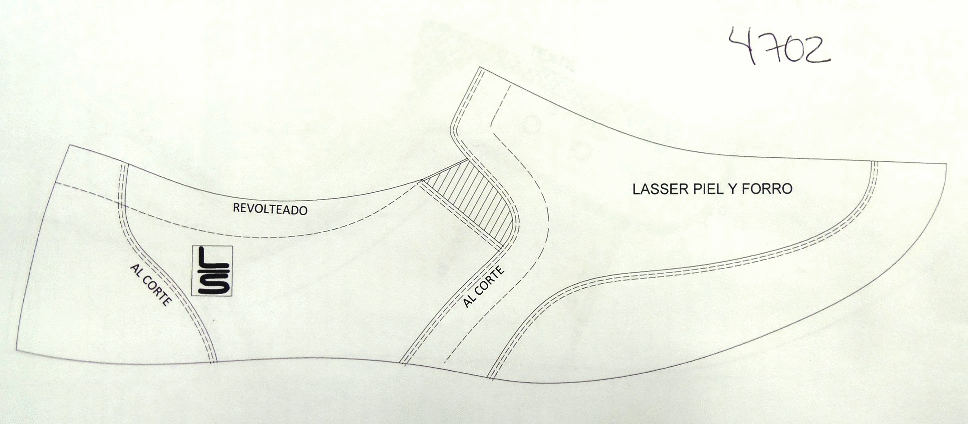 4702
LASSER PIEL Y FORRO
REVOLTEADO
AL CORTE
LS
AL CORTE